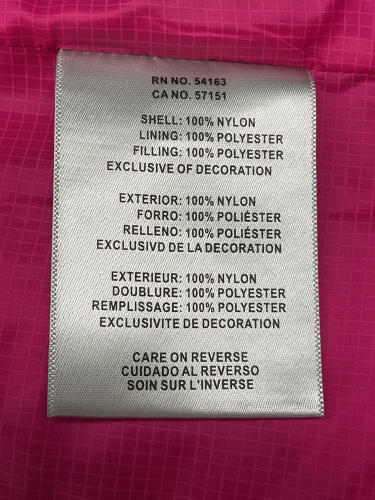 RN NO. 54163
CA NO. 57151
SHELL: 100% NYLON
LINING: 100% POLYESTER
FILLING: 100% POLYESTER
EXCLUSIVE OF DECORATION
EXTERIOR: 100% NYLON
FORRO: 100% POLIÉSTER
RELLENO: 100% POLIÉSTER
EXCLUSIVD DE LA DECORATION
EXTERIEUR: 100% NYLON
DOUBLURE: 100% POLYESTER
REMPLISSAGE: 100% POLYESTER
EXCLUSIVITE DE DECORATION
CARE ON REVERSE
CUIDADO AL REVERSO
SOIN SUR L'INVERSE